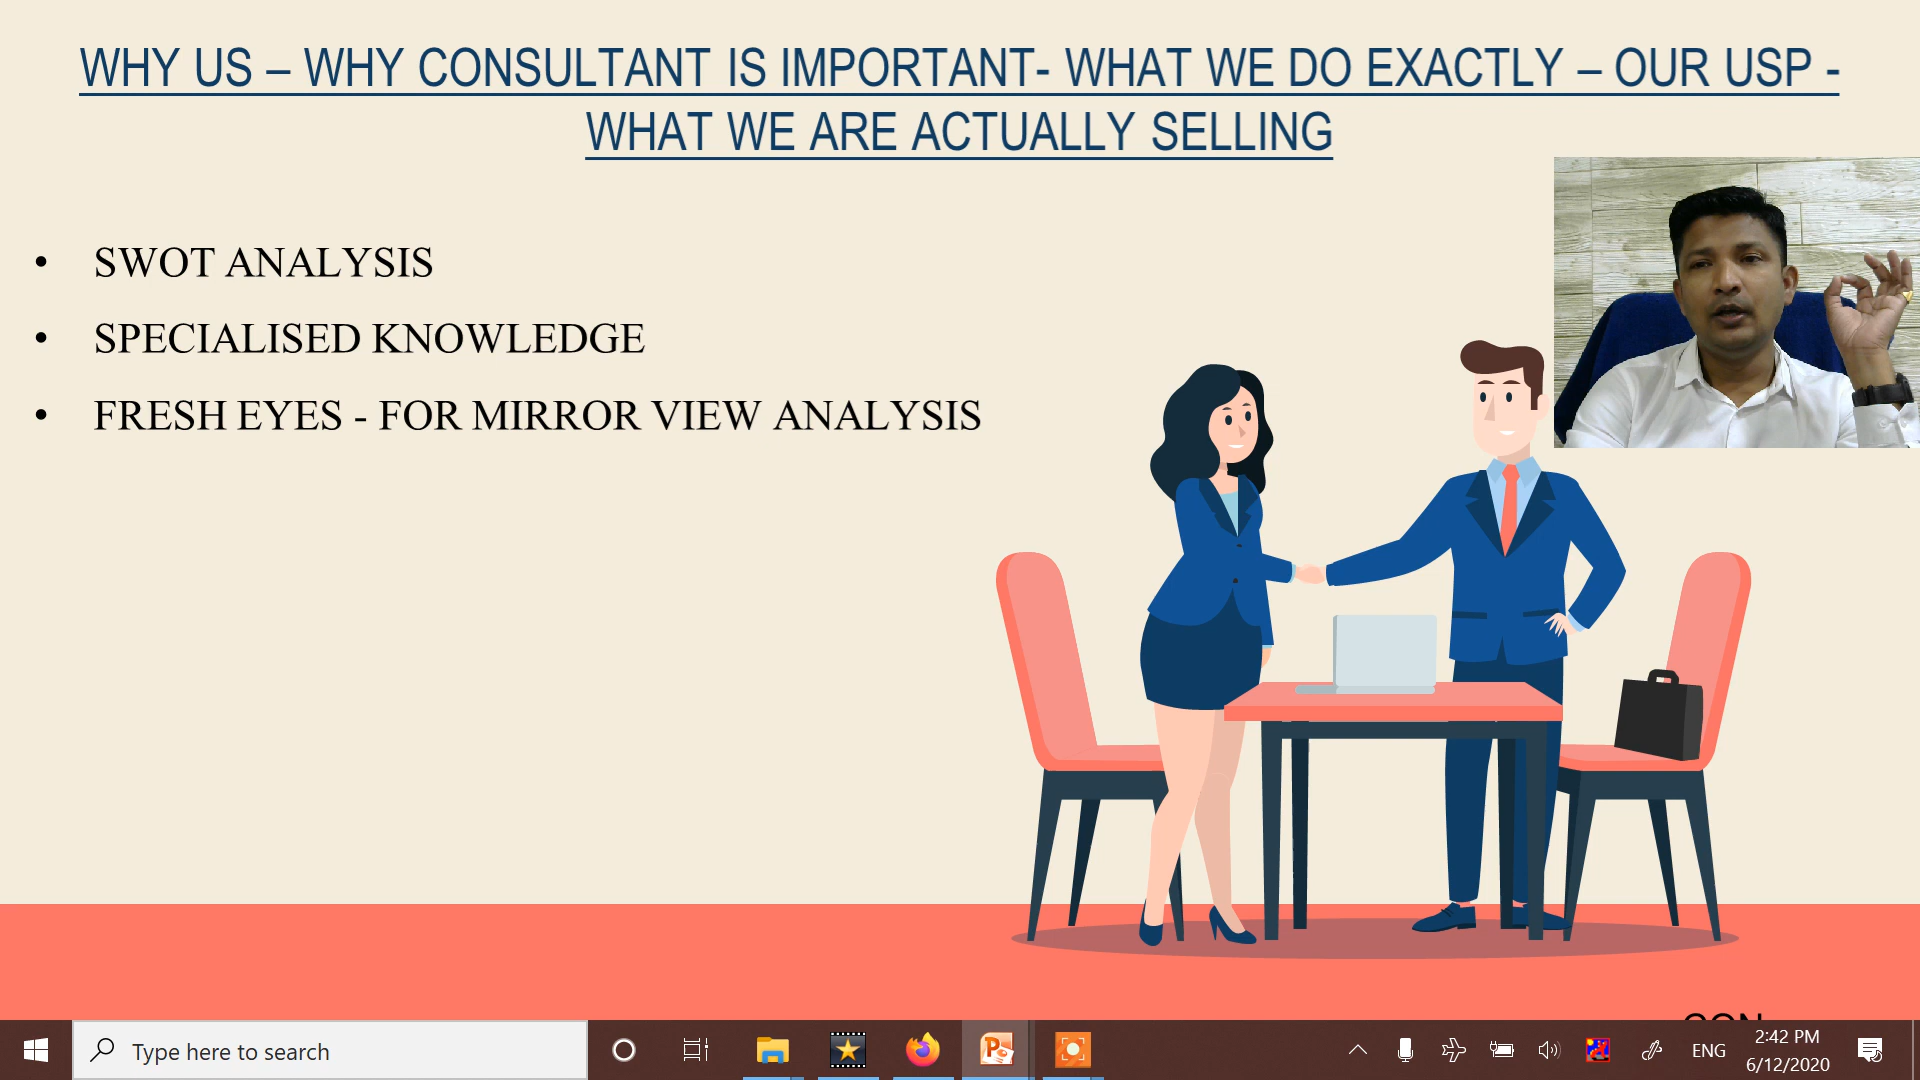 WHY US – WHY CONSULTANT IS IMPORTANT- WHAT WE DO EXACTLY – OUR USP -
WHAT WE ARE ACTUALLY SELLING
• SWOT ANALYSIS
• SPECIALISED KNOWLEDGE
• FRESH EYES - FOR MIRROR VIEW ANALYSIS
Type here to search
ENG
2:42 PM
6/12/2020